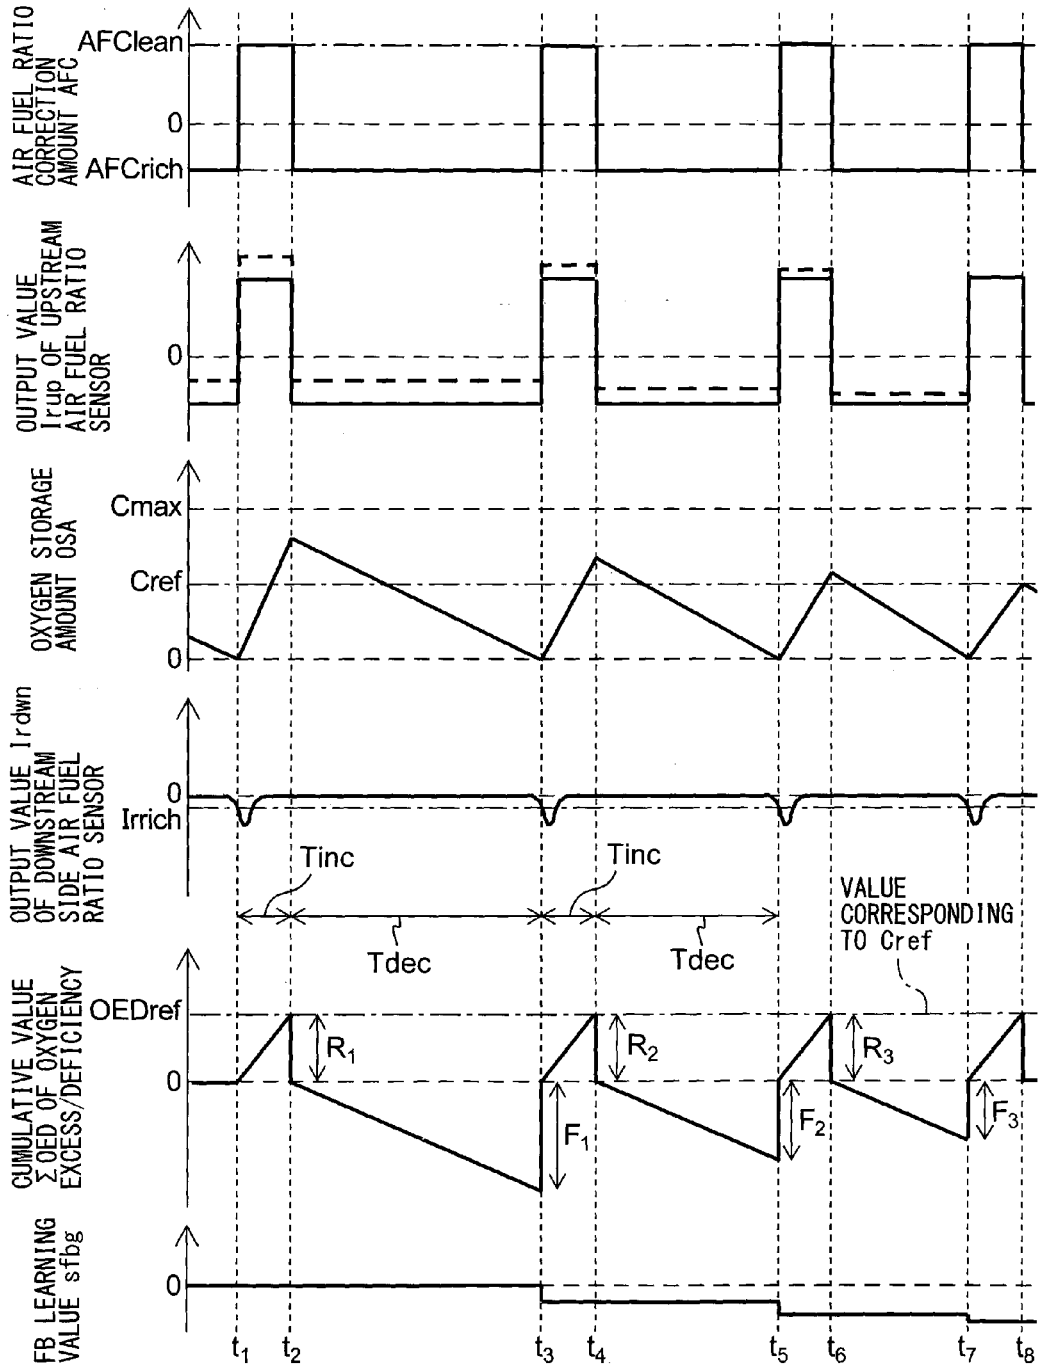 AIR FUEL RATIO
CORRECTION
AMOUNT AFC
AFClean
0
AFCrich
OUTPUT VALUE
Irup OF UPSTREAM
AIR FUEL RATIO
SENSOR
0
OXYGEN STORAGE
AMOUNT OSA
Cmax
Cref
0
OUTPUT VALUE Irdwn
OF DOWNSTREAM
SIDE AIR FUEL
RATIO SENSOR
0
Irrich
Tinc
Tinc
Tdec
Tdec
VALUE
CORRESPONDING
TO Cref
CUMULATIVE VALUE
ΣOED OF OXYGEN
EXCESS/DEFICIENCY
OEDref
0
R1
R2
R3
F1
F2
F3
FB LEARNING
VALUE sfbg
0
t1 t2 t3 t4 t5 t6 t7 t8